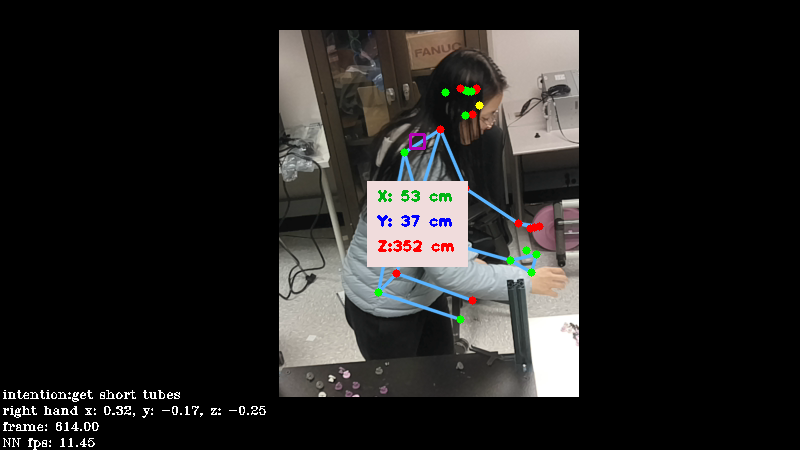 FANUC
X: 53 cm
Y: 37 cm
Z:352 cm
intention:get short tubes
right hand x: 0.32, y: −0.17, z: −0.25
frame: 614.00
NN fps: 11.45